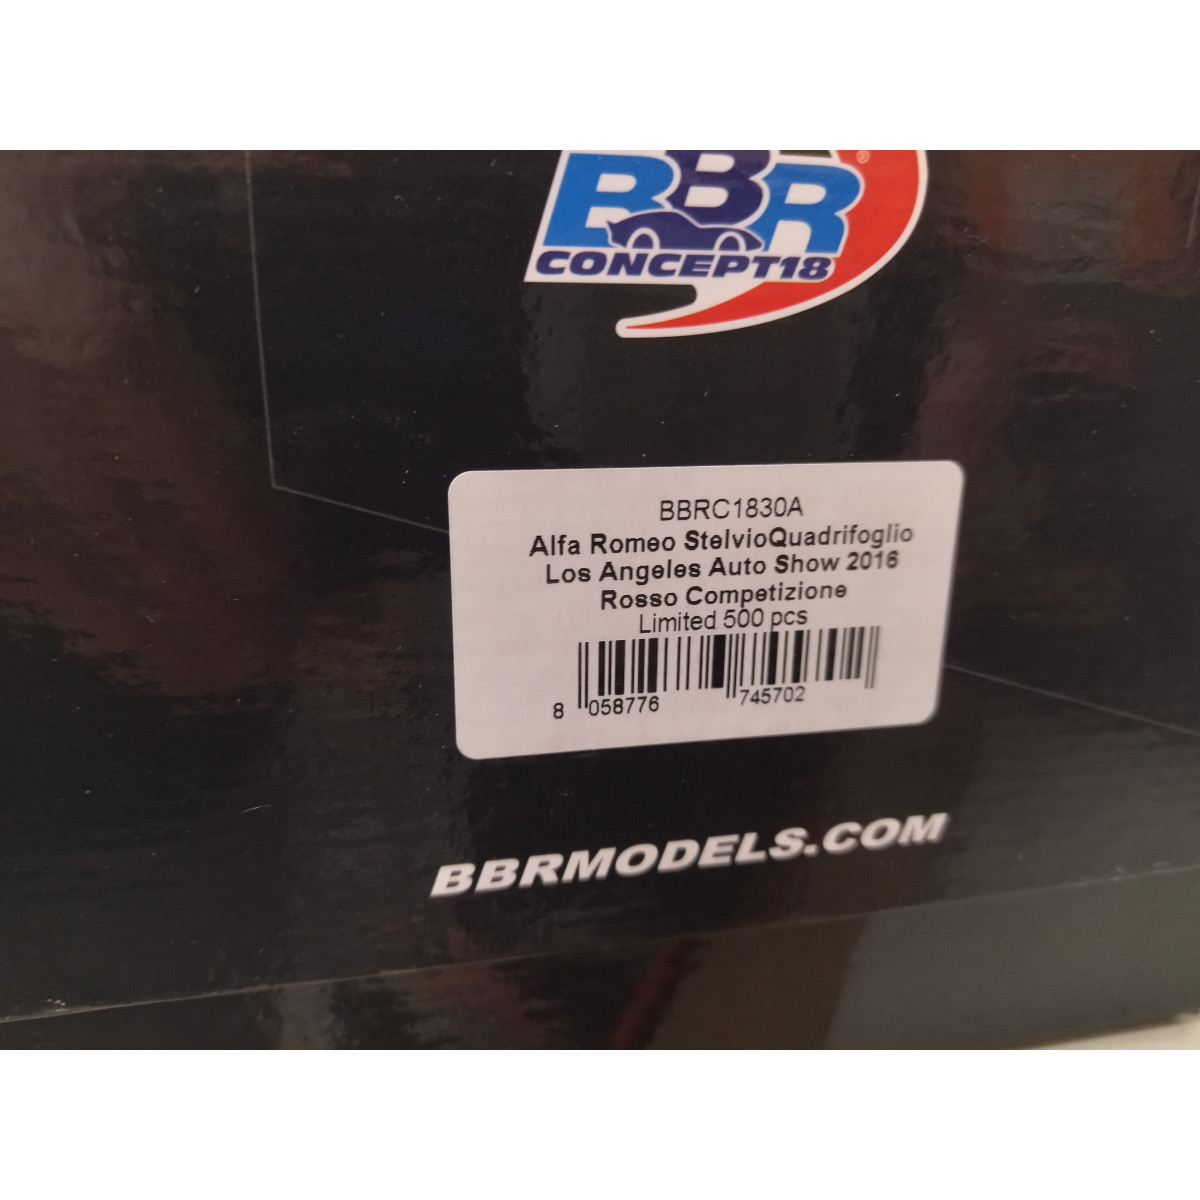 BBR®
CONCEPT18
BBRC1830A
Alfa Romeo StelvioQuadrifoglio
Los Angeles Auto Show 2016
Rosso Competizione
Limited 500 pcs
8 058776 745702
BBRMODELS.COM